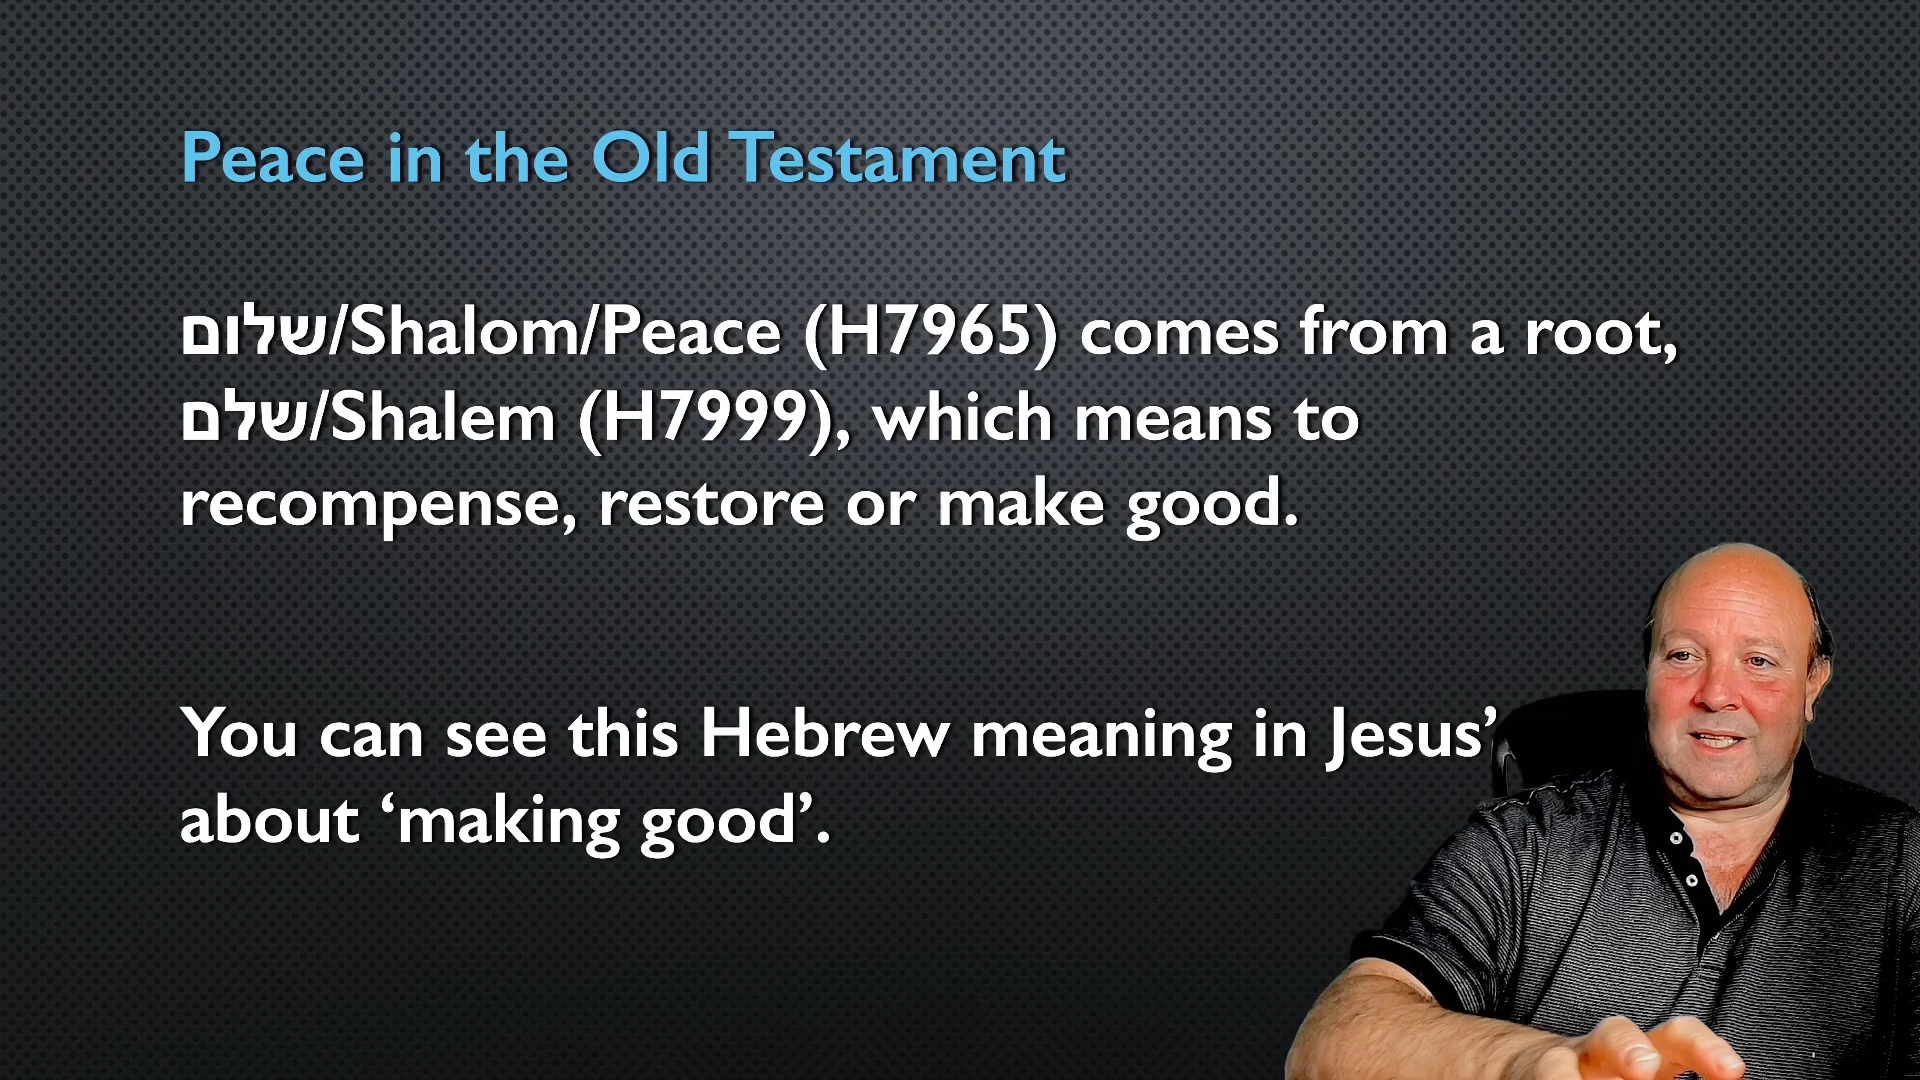 Peace in the Old Testament
שלום/Shalom/Peace (H7965) comes from a root,
שלם/Shalem (H7999), which means to
recompense, restore or make good.
You can see this Hebrew meaning in Jesus’
about ‘making good’.